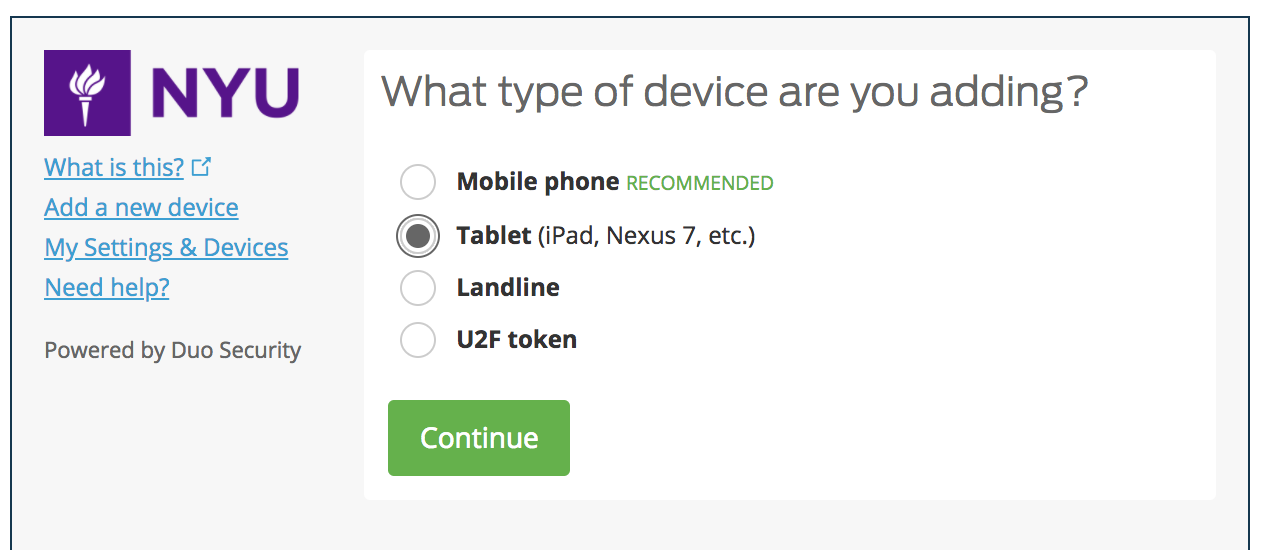 NYU
What is this?
Add a new device
My Settings & Devices
Need help?
Powered by Duo Security
What type of device are you adding?
Mobile phone RECOMMENDED
Tablet (iPad, Nexus 7, etc.)
Landline
U2F token
Continue